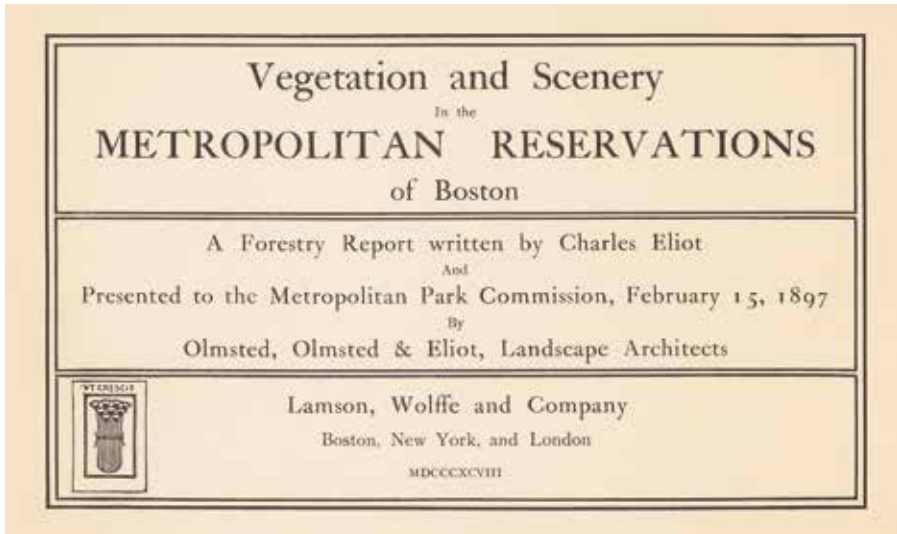 Vegetation and Scenery
In the
METROPOLITAN RESERVATIONS
of Boston
A Forestry Report written by Charles Eliot
And
Presented to the Metropolitan Park Commission, February 15, 1897
By
Olmsted, Olmsted & Eliot, Landscape Architects
VT CRESCIT
Lamson, Wolffe and Company
Boston, New York, and London
MDCCCXCVIII